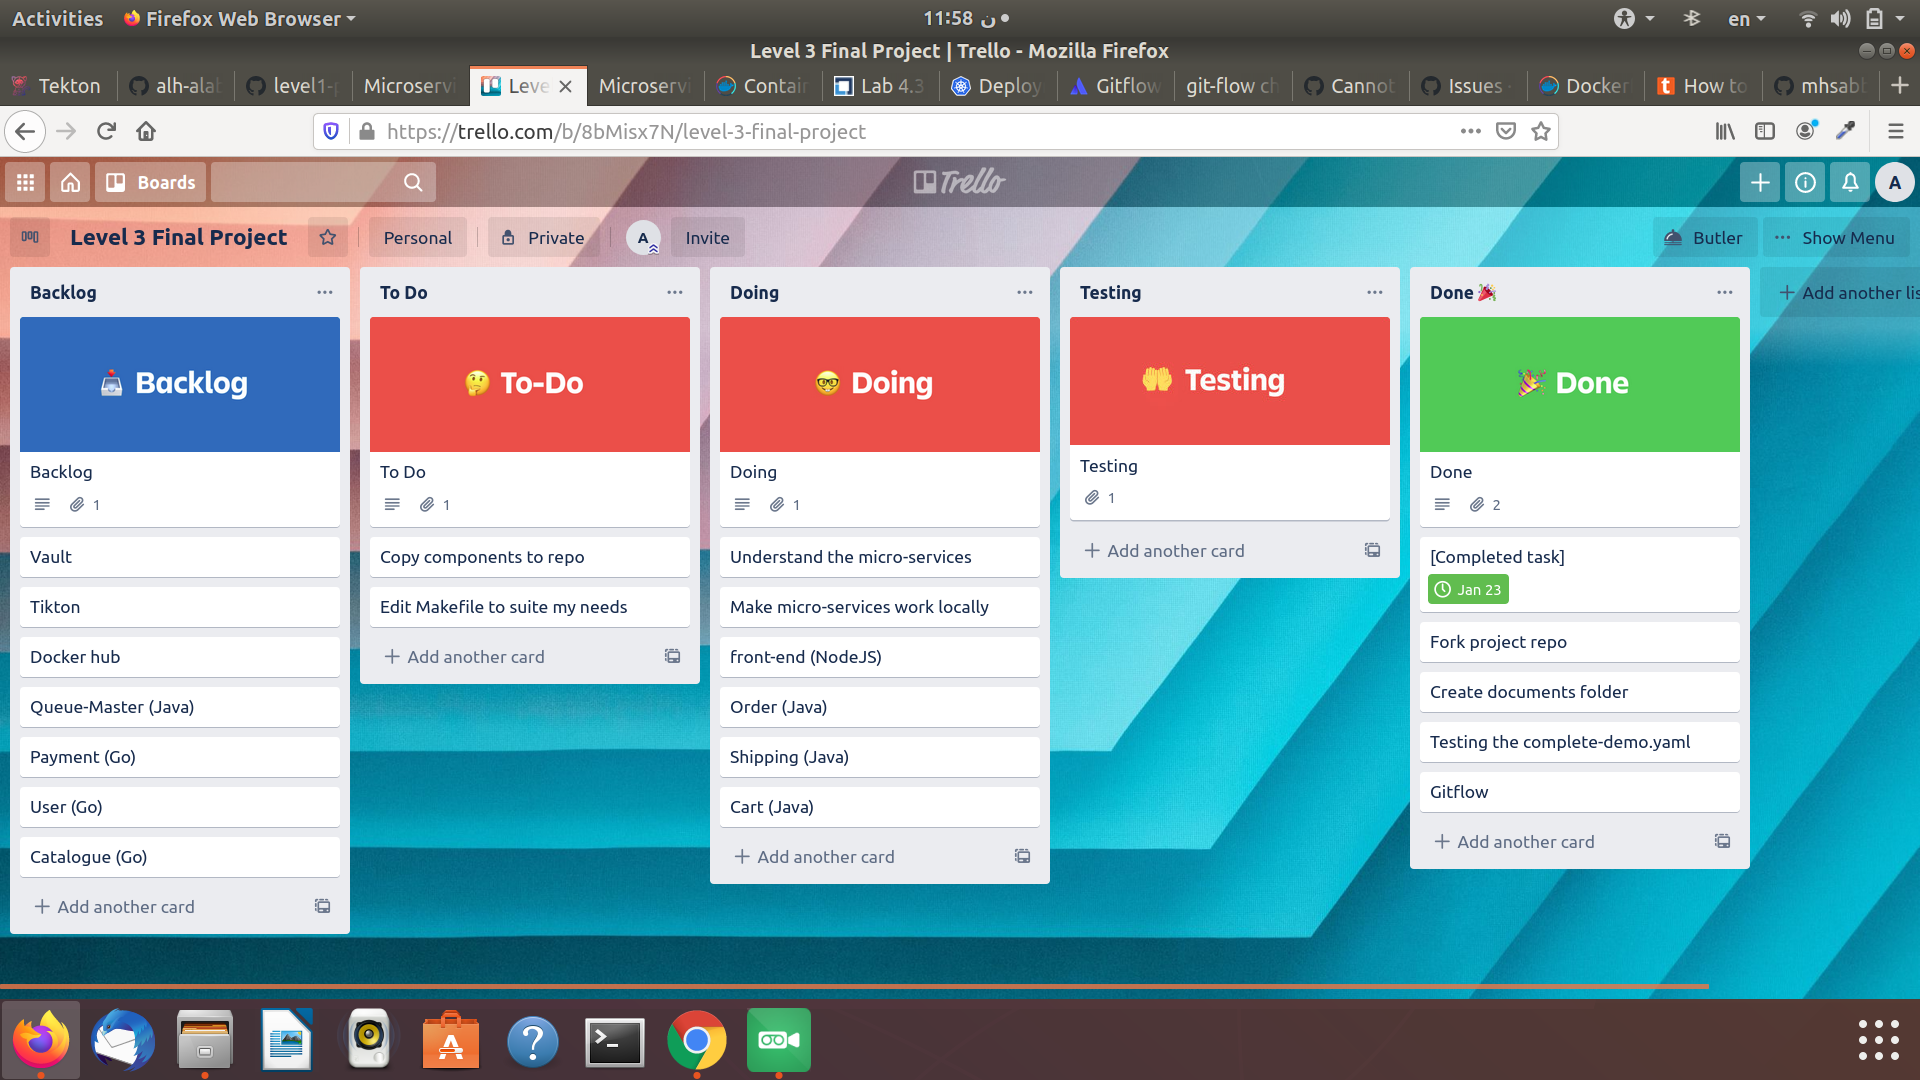 Activities Firefox Web Browser 11:58 ن en
Level 3 Final Project | Trello - Mozilla Firefox
Tekton alh-alab level1-p Microservi Leve Microservi Contain Lab 4.3 Deploy Gitflow git-flow ch Cannot Issues Docker How to mhsabb
https://trello.com/b/8bMisx7N/level-3-final-project
Boards Trello A
Level 3 Final Project Personal Private A Invite Butler Show Menu
Backlog
Backlog
Backlog
1
Vault
Tikton
Docker hub
Queue-Master (Java)
Payment (Go)
User (Go)
Catalogue (Go)
Add another card
To Do
To-Do
To Do
1
Copy components to repo
Edit Makefile to suite my needs
Add another card
Doing
Doing
Doing
1
Understand the micro-services
Make micro-services work locally
front-end (NodeJS)
Order (Java)
Shipping (Java)
Cart (Java)
Add another card
Testing
Testing
Testing
1
Add another card
Done
Done
Done
2
[Completed task]
Jan 23
Fork project repo
Create documents folder
Testing the complete-demo.yaml
Gitflow
Add another card
Add another lis